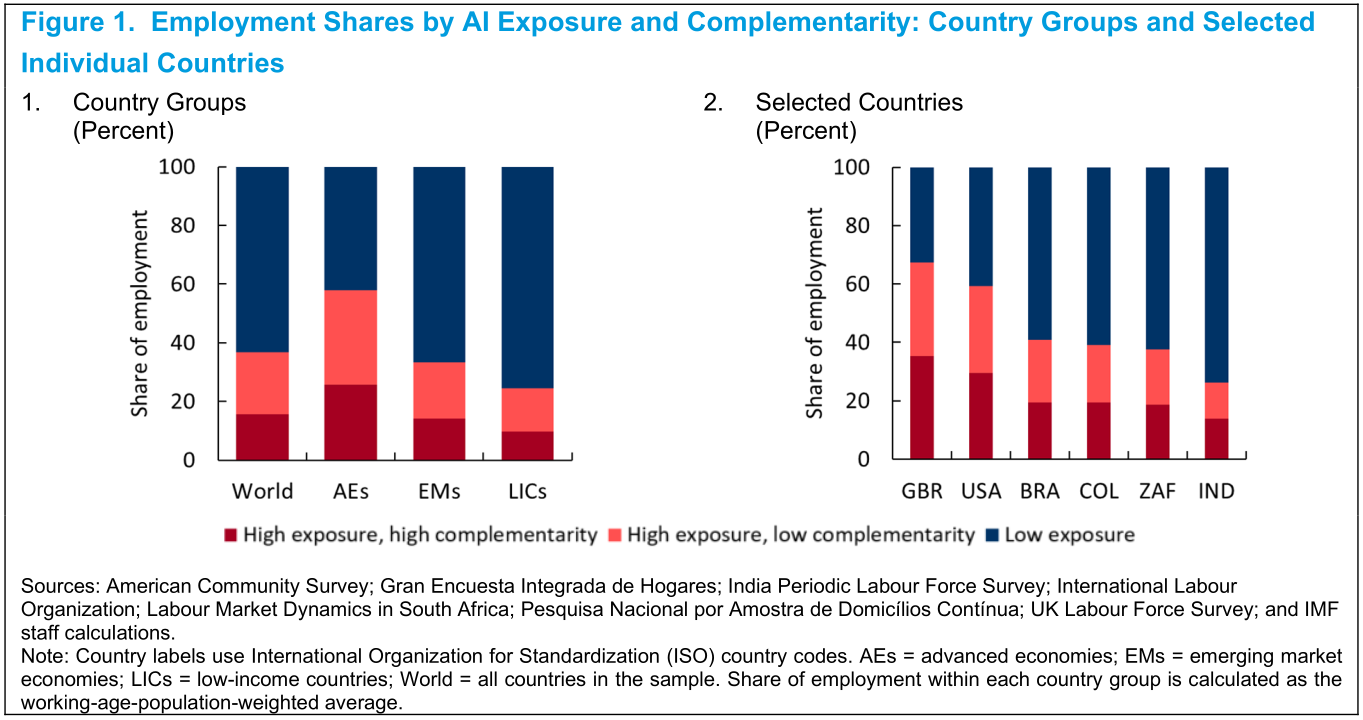 Figure 1. Employment Shares by AI Exposure and Complementarity: Country Groups and Selected
Individual Countries
1. Country Groups
(Percent)
100
80
60
40
20
0
Share of employment
World AEs EMs LICs
2. Selected Countries
(Percent)
100
80
60
40
20
0
Share of employment
GBR USA BRA COL ZAF IND
High exposure, high complementarity High exposure, low complementarity Low exposure
Sources: American Community Survey; Gran Encuesta Integrada de Hogares; India Periodic Labour Force Survey; International Labour
Organization; Labour Market Dynamics in South Africa; Pesquisa Nacional por Amostra de Domicílios Contínua; UK Labour Force Survey; and IMF
staff calculations.
Note: Country labels use International Organization for Standardization (ISO) country codes. AEs = advanced economies; EMs = emerging market
economies; LICs = low-income countries; World = all countries in the sample. Share of employment within each country group is calculated as the
working-age-population-weighted average.